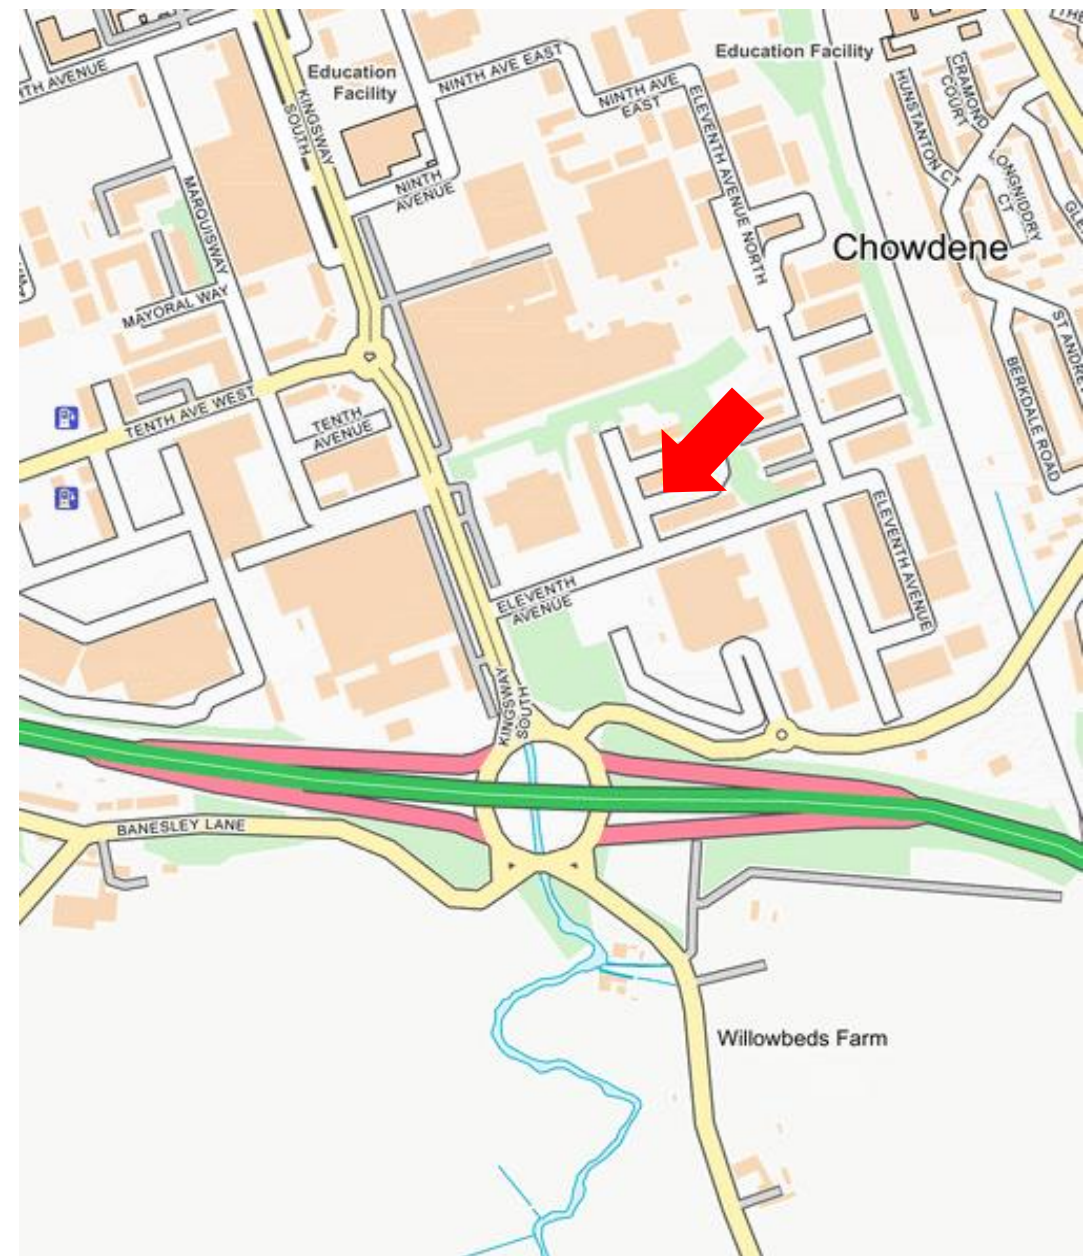 TH AVENUE
KINGSWAY
SOUTH
Education
Facility
NINTH AVE EAST
NINTH AVE
EAST
Education Facility
CRAMOND
COURT
HUNSTANTON CT
LONGNIDDRY
CT
NINTH
AVENUE
ELEVENTH AVENUE NORTH
Chowdene
MARQUISWAY
MAYORAL WAY
ST ANDRE
BERKDALE ROAD
TENTH AVE WEST
TENTH
AVENUE
ELEVENTH AVENUE
ELEVENTH
AVENUE
KINGSWAY
SOUTH
BANESLEY LANE
Willowbeds Farm